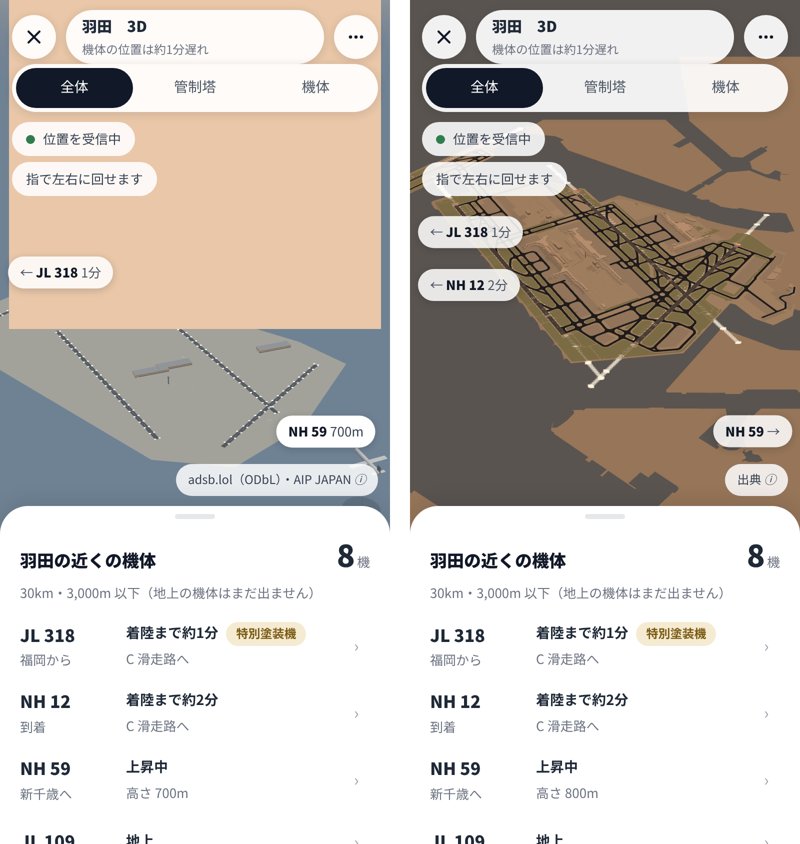 羽田 3D
機体の位置は約1分遅れ
全体 管制塔 機体
位置を受信中
指で左右に回せます
← JL 318 1分
NH 59 700m
adsb.lol（ODbL）・AIP JAPAN ⓘ
羽田の近くの機体 8機
30km・3,000m 以下（地上の機体はまだ出ません）
JL 318 着陸まで約1分 特別塗装機
福岡から C 滑走路へ
NH 12 着陸まで約2分
到着 C 滑走路へ
NH 59 上昇中
新千歳へ 高さ 700m
JL 109 地上
羽田 3D
機体の位置は約1分遅れ
全体 管制塔 機体
位置を受信中
指で左右に回せます
← JL 318 1分
← NH 12 2分
NH 59 →
出典 ⓘ
羽田の近くの機体 8機
30km・3,000m 以下（地上の機体はまだ出ません）
JL 318 着陸まで約1分 特別塗装機
福岡から C 滑走路へ
NH 12 着陸まで約2分
到着 C 滑走路へ
NH 59 上昇中
新千歳へ 高さ 800m
JL 109 地上